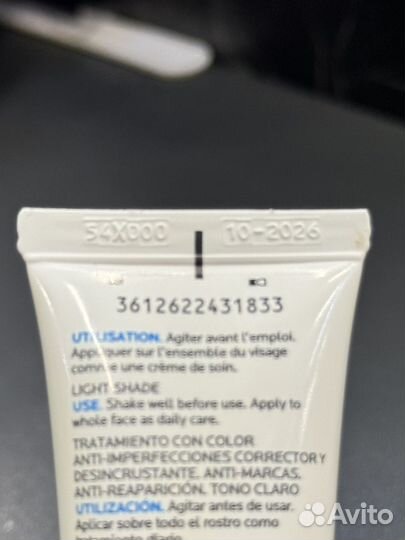 54X000 10-2026
3612622431833
UTILISATION. Agiter avant l'emploi.
Appliquer sur l'ensemble du visage
comme une crème de soin.
LIGHT SHADE
USE. Shake well before use. Apply to
whole face as daily care.
TRATAMIENTO CON COLOR
ANTI-IMPERFECCIONES CORRECTOR Y
DESINCRUSTANTE, ANTI-MARCAS,
ANTI-REAPARICIÓN. TONO CLARO
UTILIZACIÓN. Agitar antes de usar.
Aplicar sobre todo el rostro como
tratamiento diario.
Avito